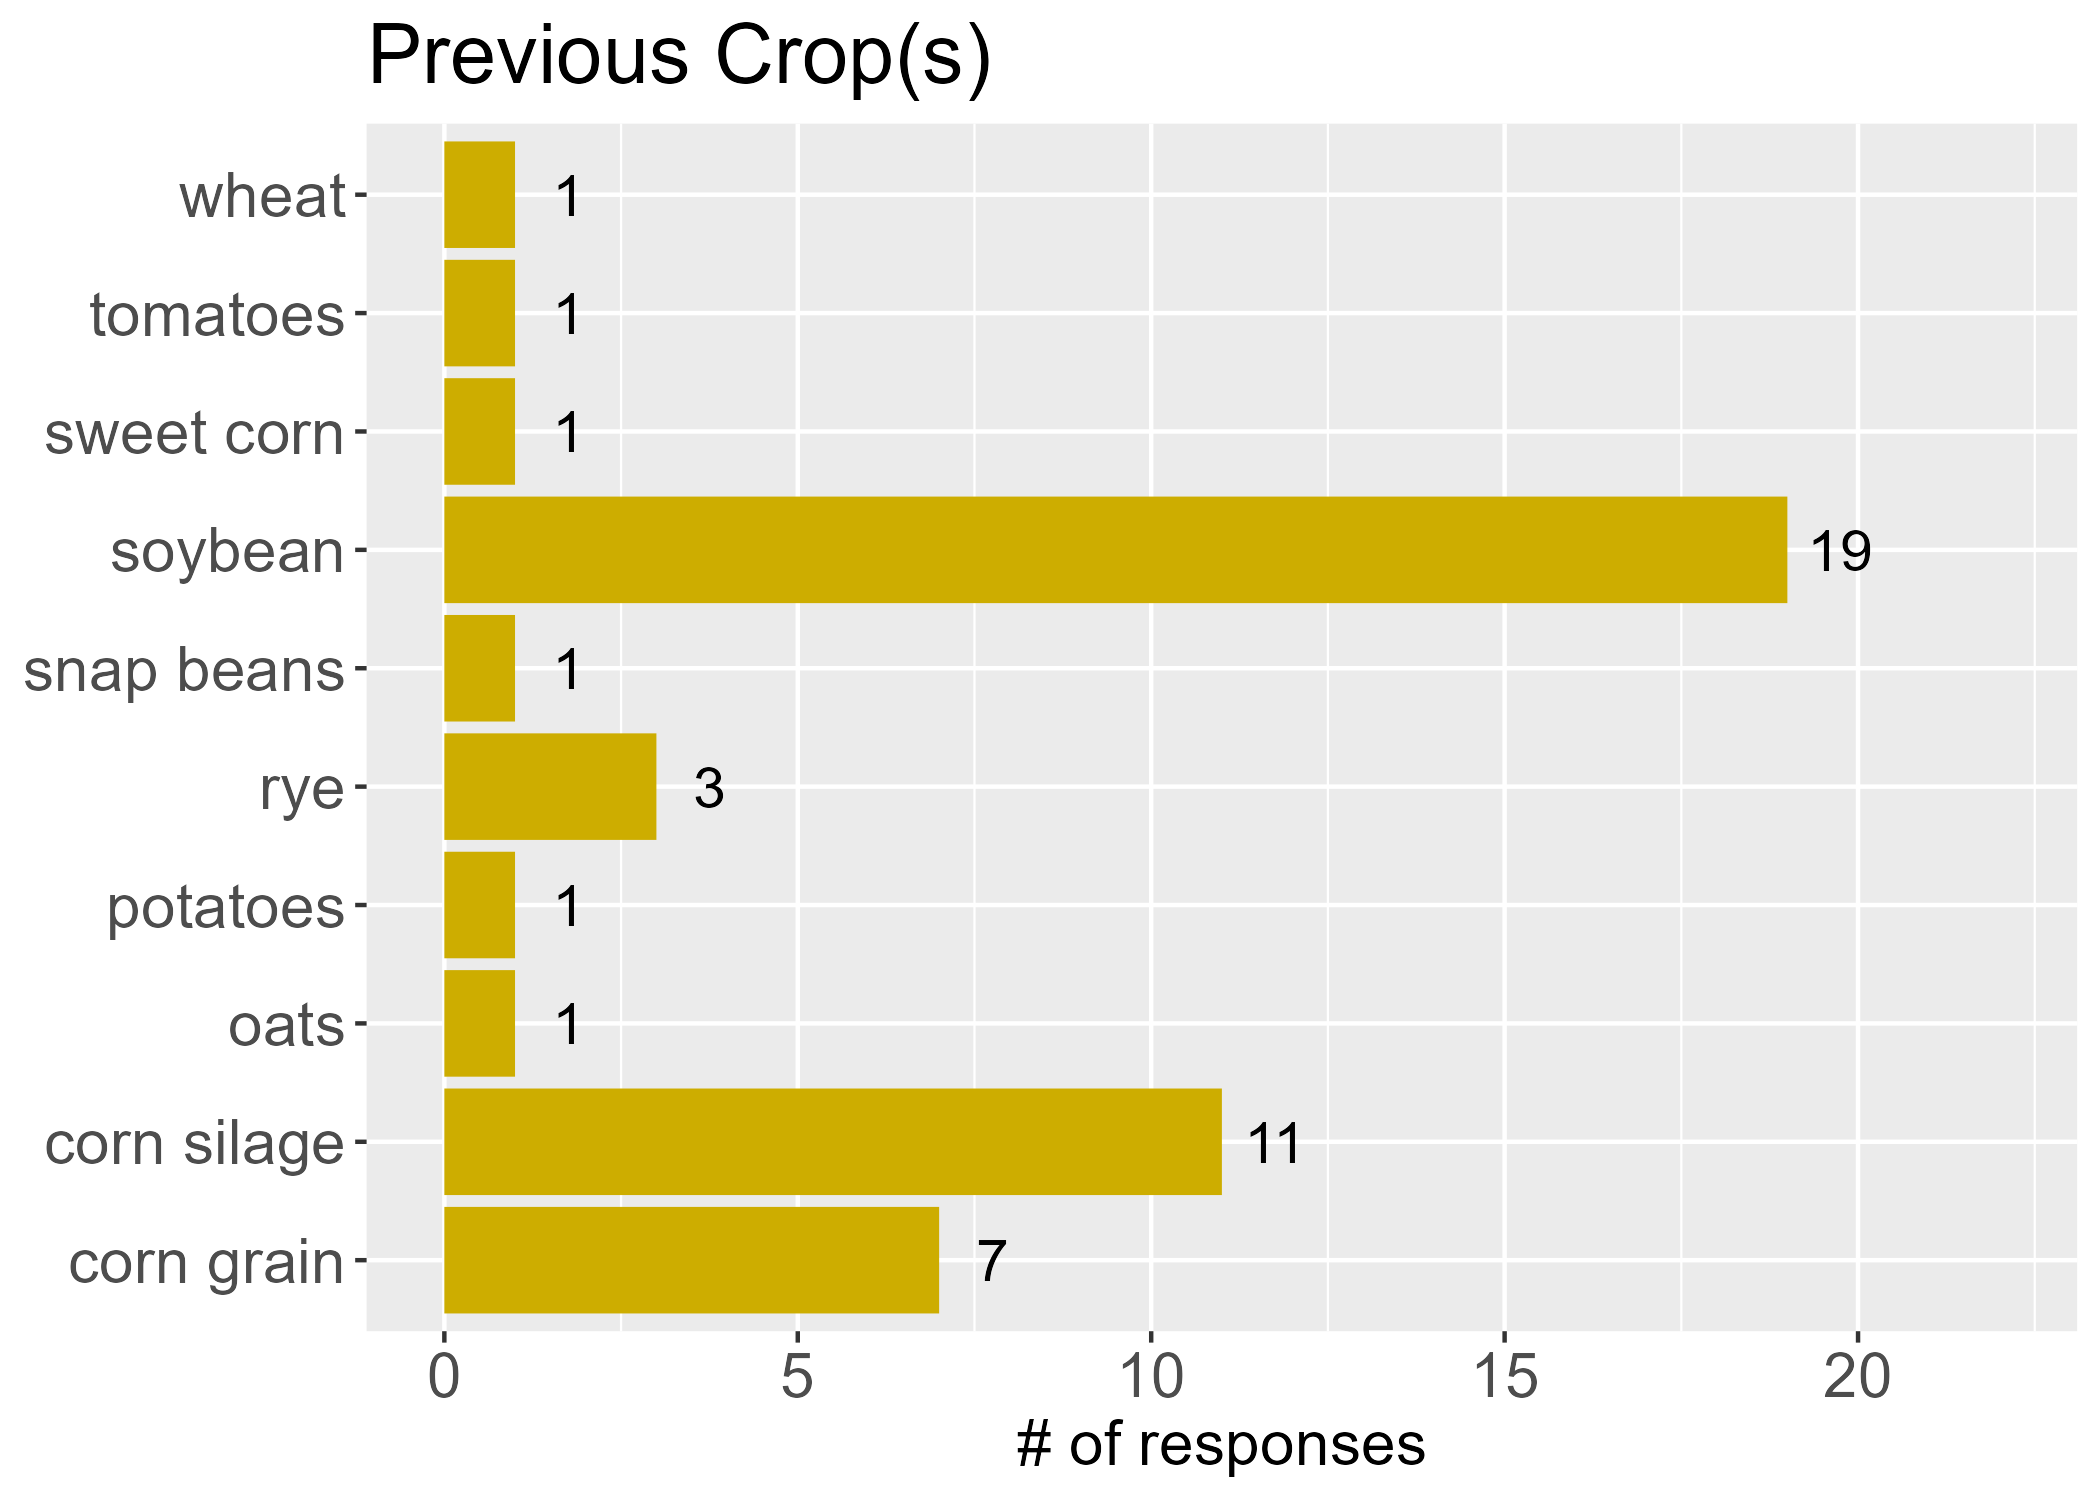 Previous Crop(s)
wheat 1
tomatoes 1
sweet corn 1
soybean 19
snap beans 1
rye 3
potatoes 1
oats 1
corn silage 11
corn grain 7
0 5 10 15 20
# of responses